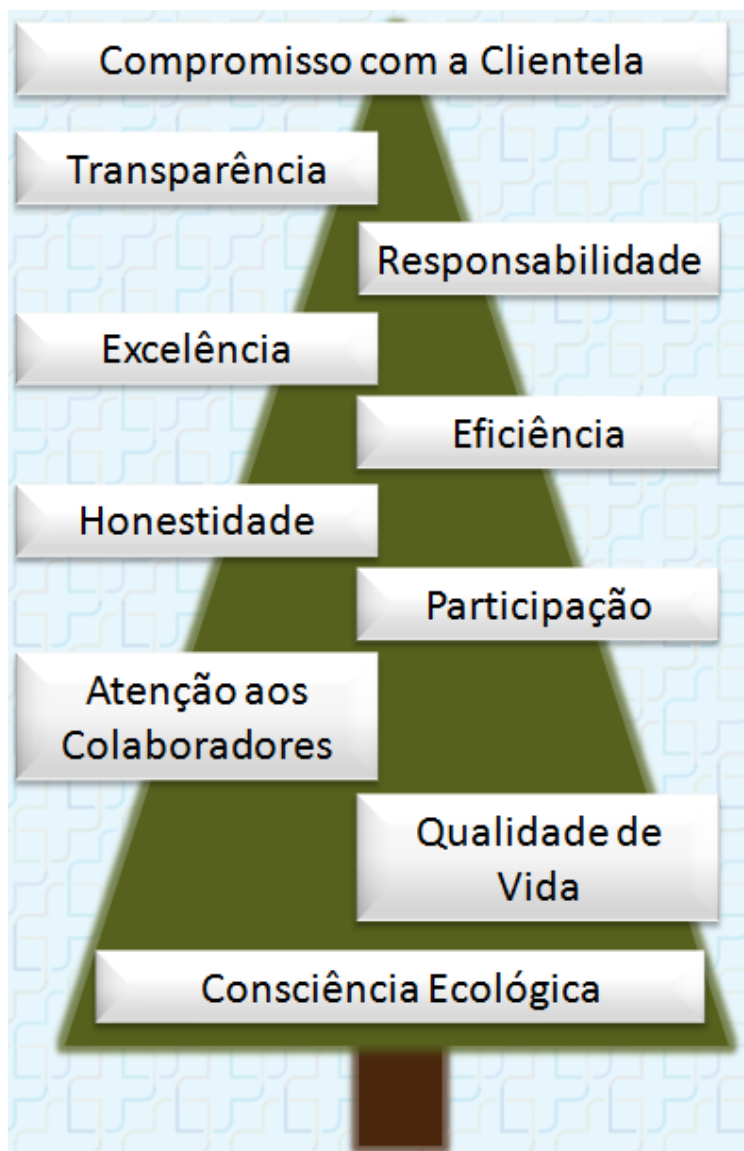 Compromisso com a Clientela
Transparência
Responsabilidade
Excelência
Eficiência
Honestidade
Participação
Atenção aos
Colaboradores
Qualidade de
Vida
Consciência Ecológica